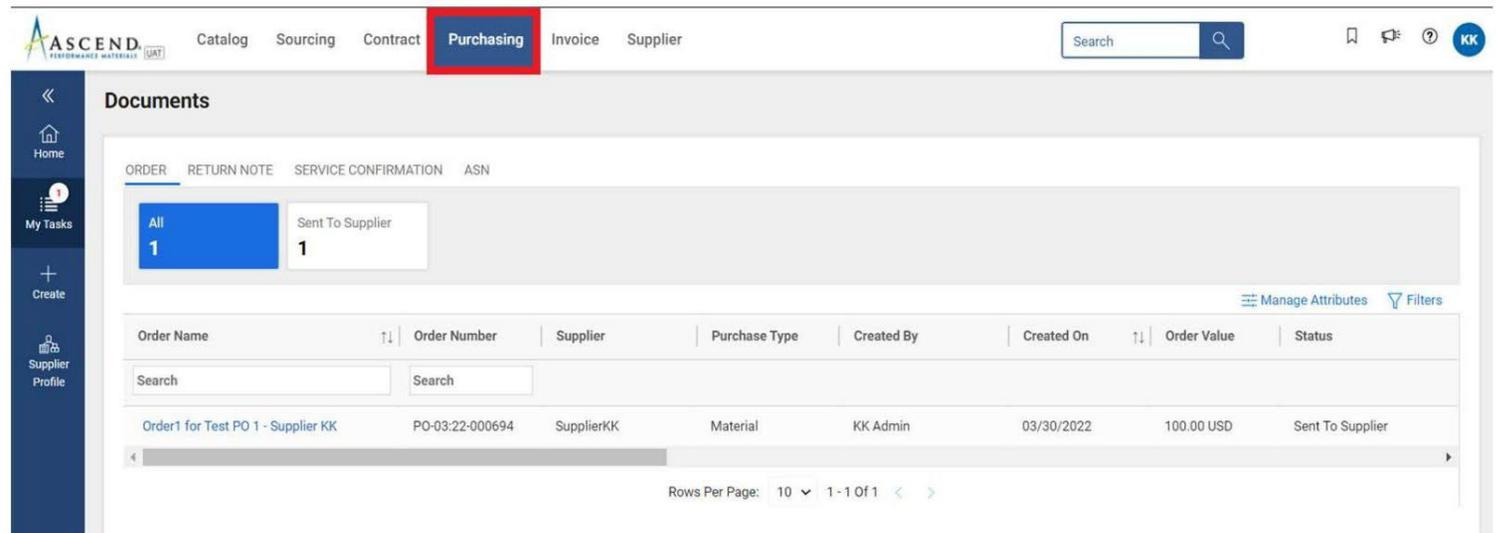 ASCEND
PERFORMANCE MATERIALS
UAT
Catalog Sourcing Contract Purchasing Invoice Supplier
Search
KK
Documents
Home
1
My Tasks
Create
Supplier
Profile
ORDER RETURN NOTE SERVICE CONFIRMATION ASN
All Sent To Supplier
1 1
Manage Attributes Filters
Order Name Order Number Supplier Purchase Type Created By Created On Order Value Status
Search Search
Order1 for Test PO 1 - Supplier KK PO-03:22-000694 SupplierKK Material KK Admin 03/30/2022 100.00 USD Sent To Supplier
Rows Per Page: 10 1 - 1 Of 1